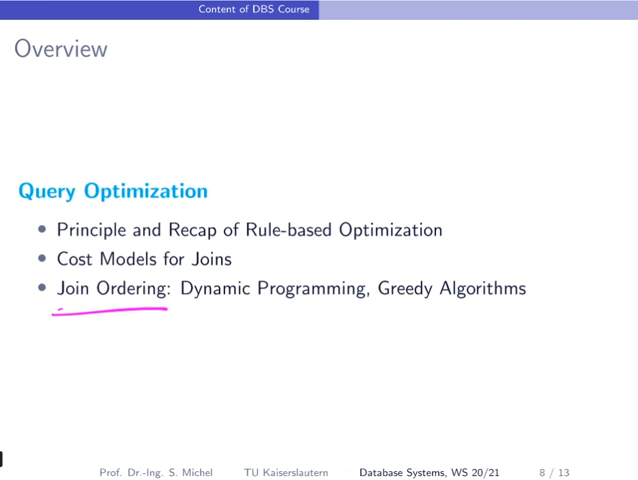 Content of DBS Course
Overview
Query Optimization
• Principle and Recap of Rule-based Optimization
• Cost Models for Joins
• Join Ordering: Dynamic Programming, Greedy Algorithms
Prof. Dr.-Ing. S. Michel TU Kaiserslautern Database Systems, WS 20/21 8 / 13